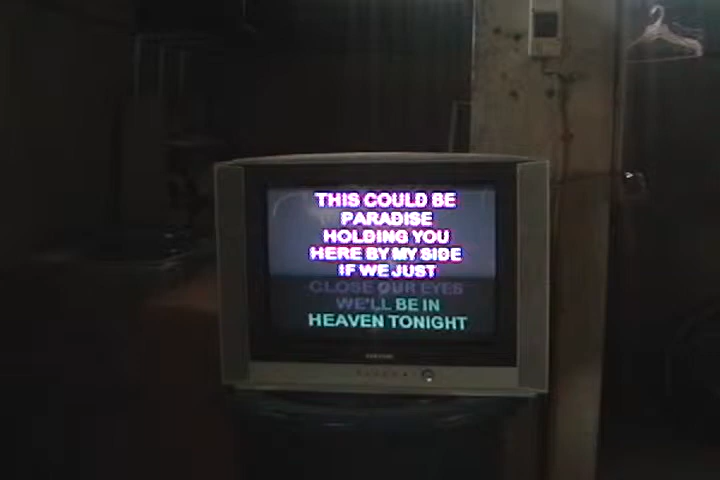 THIS COULD BE
PARADISE
HOLDING YOU
HERE BY MY SIDE
IF WE JUST
CLOSE OUR EYES
WE'LL BE IN
HEAVEN TONIGHT